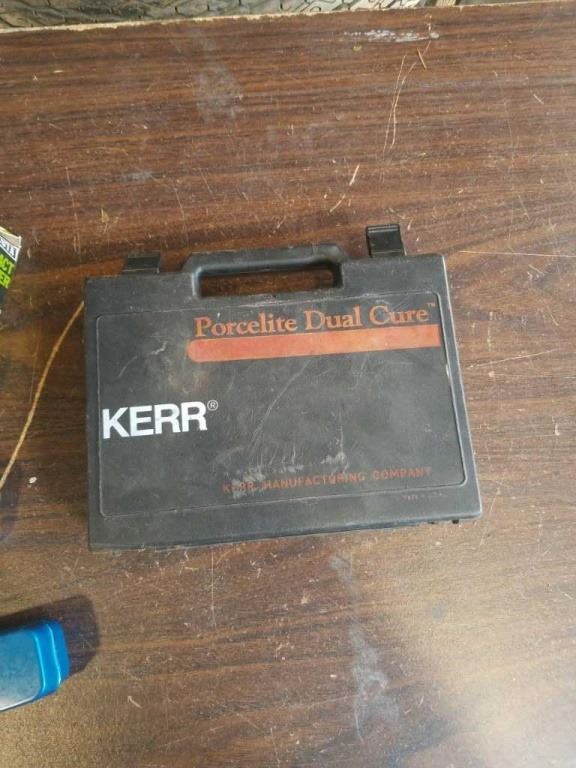 Porcelite Dual Cure™
KERR®
KERR MANUFACTURING COMPANY